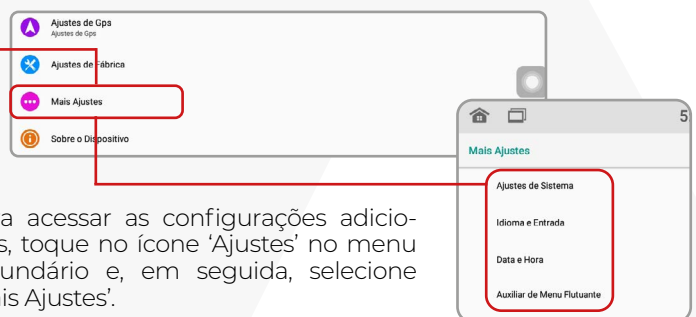 Ajustes de Gps
Ajustes de Gps
Ajustes de Fábrica
Mais Ajustes
Sobre o Dispositivo
5
Mais Ajustes
Ajustes de Sistema
Idioma e Entrada
Data e Hora
Auxiliar de Menu Flutuante
a acessar as configurações adicio-
s, toque no ícone ‘Ajustes’ no menu
undário e, em seguida, selecione
is Ajustes’.